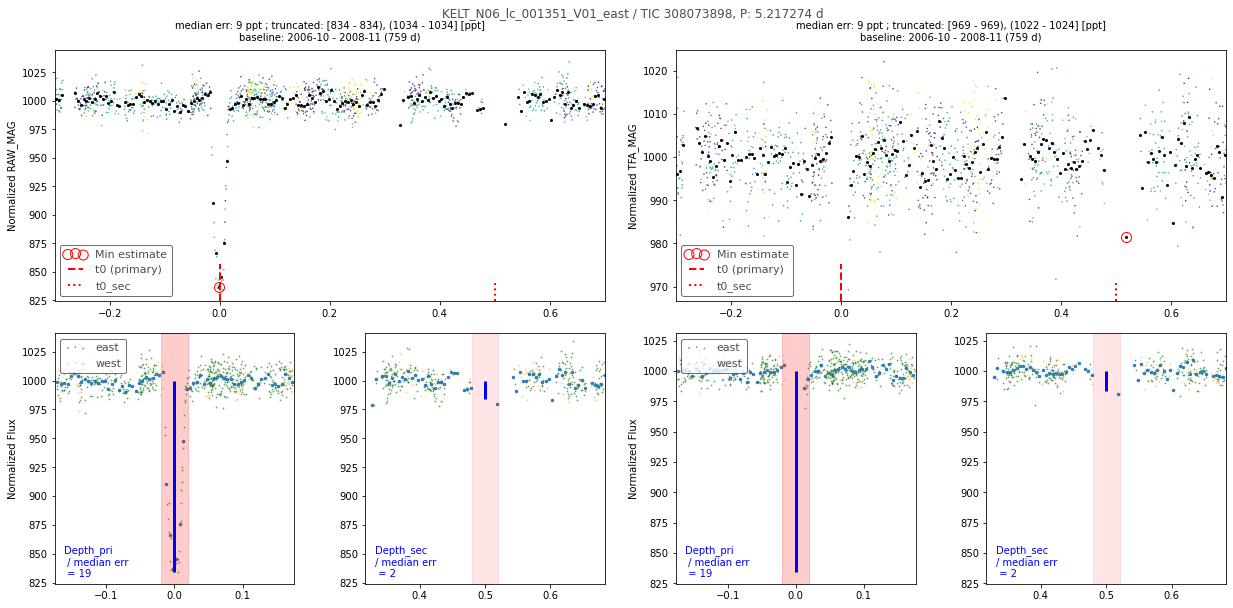 KELT_N06_lc_001351_V01_east / TIC 308073898, P: 5.217274 d
median err: 9 ppt ; truncated: [834 - 834), (1034 - 1034] [ppt]
baseline: 2006-10 - 2008-11 (759 d)
Normalized RAW_MAG
1025
1000
975
950
925
900
875
850
825
Min estimate
t0 (primary)
t0_sec
−0.2
0.0
0.2
0.4
0.6
median err: 9 ppt ; truncated: [969 - 969), (1022 - 1024] [ppt]
baseline: 2006-10 - 2008-11 (759 d)
Normalized TFA_MAG
1020
1010
1000
990
980
970
Min estimate
t0 (primary)
t0_sec
−0.2
0.0
0.2
0.4
0.6
Normalized Flux
1025
1000
975
950
925
900
875
850
825
east
west
Depth_pri
/ median err
= 19
−0.1
0.0
0.1
1025
1000
975
950
925
900
875
850
825
Depth_sec
/ median err
= 2
0.4
0.5
0.6
Normalized Flux
1025
1000
975
950
925
900
875
850
825
east
west
Depth_pri
/ median err
= 19
−0.1
0.0
0.1
1025
1000
975
950
925
900
875
850
825
Depth_sec
/ median err
= 2
0.4
0.5
0.6